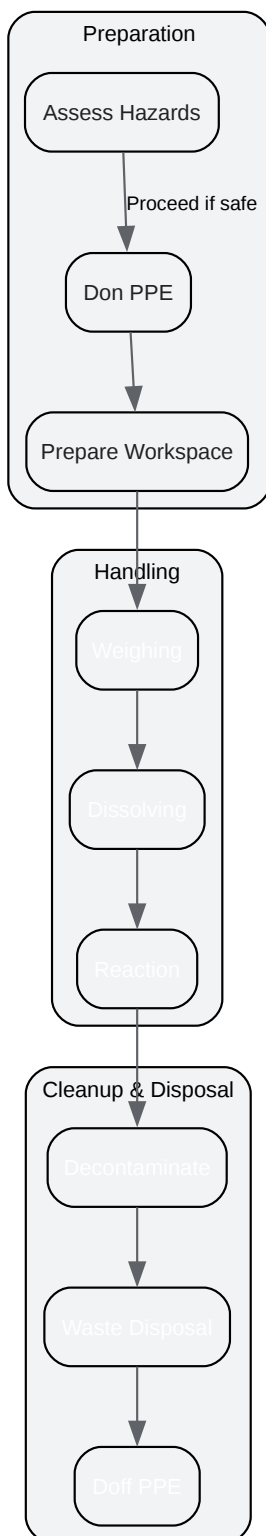 Preparation
Assess Hazards
Proceed if safe
Don PPE
Prepare Workspace
Handling
Weighing
Dissolving
Reaction
Cleanup & Disposal
Decontaminate
Waste Disposal
Doff PPE